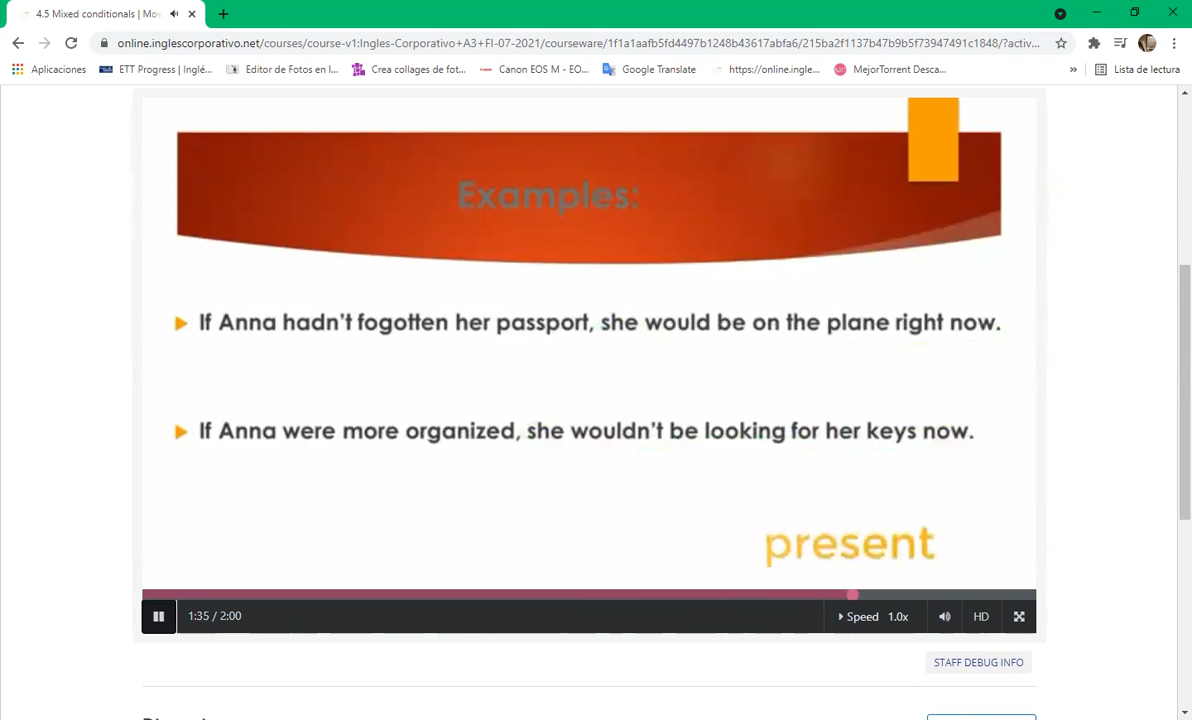 4.5 Mixed conditionals | Mov
online.inglescorporativo.net/courses/course-v1:Ingles-Corporativo+A3+FI-07-2021/courseware/1f1a1aafb5fd4497b1248b43617abfa6/215ba2f1137b47b9b5f73947491c1848/?activ...
Aplicaciones ETT Progress | Inglé... Editor de Fotos en l... Crea collages de fot... Canon EOS M - EO... Google Translate https://online.ingle... MejorTorrent Desca... » Lista de lectura
Examples:
If Anna hadn't fogotten her passport, she would be on the plane right now.
If Anna were more organized, she wouldn't be looking for her keys now.
present
1:35 / 2:00 Speed 1.0x HD
STAFF DEBUG INFO